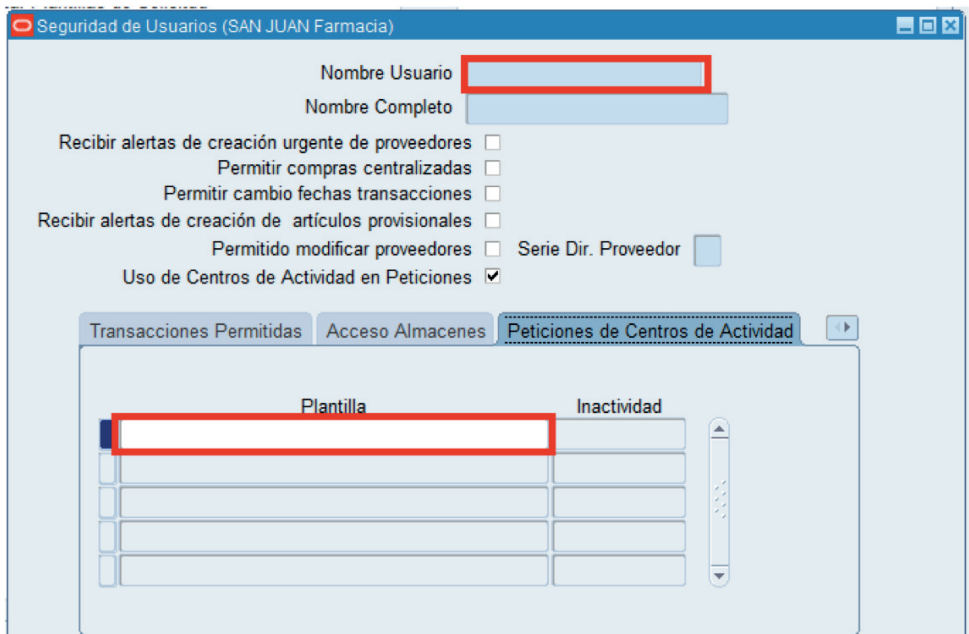 Seguridad de Usuarios (SAN JUAN Farmacia)
Nombre Usuario
Nombre Completo
Recibir alertas de creación urgente de proveedores
Permitir compras centralizadas
Permitir cambio fechas transacciones
Recibir alertas de creación de artículos provisionales
Permitido modificar proveedores Serie Dir. Proveedor
Uso de Centros de Actividad en Peticiones
Transacciones Permitidas Acceso Almacenes Peticiones de Centros de Actividad
Plantilla Inactividad